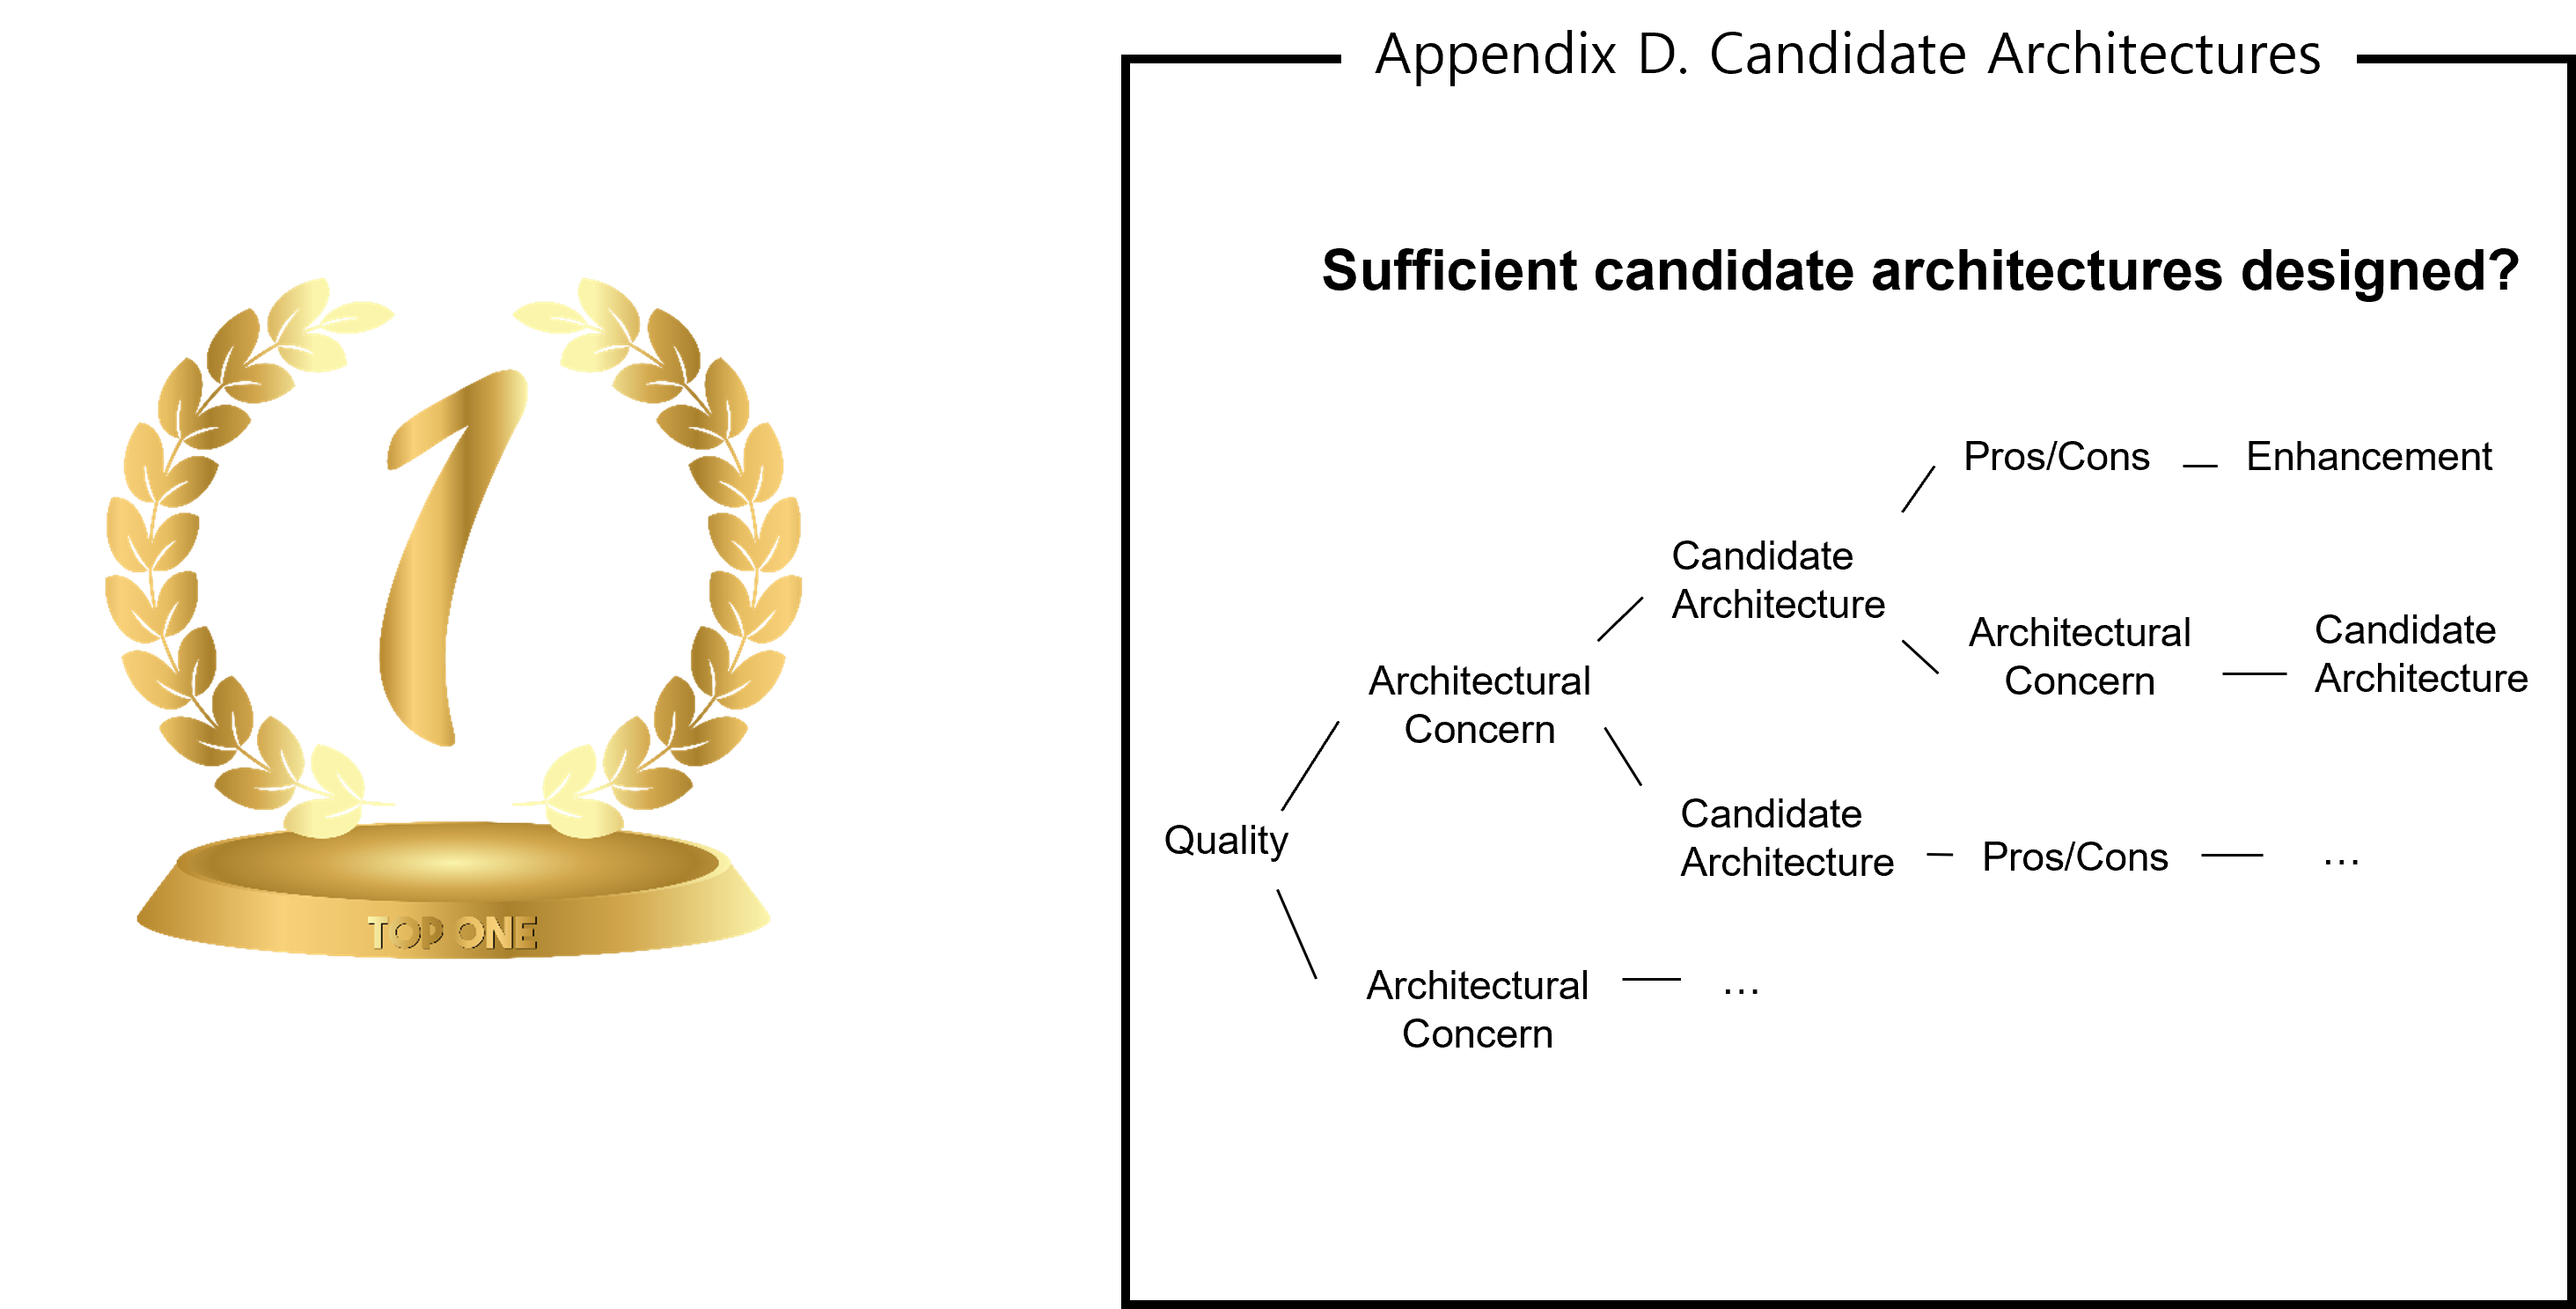 1
TOP ONE
Appendix D. Candidate Architectures
Sufficient candidate architectures designed?
Pros/Cons
Enhancement
Candidate
Architecture
Architectural
Concern
Candidate
Architecture
Architectural
Concern
Quality
Candidate
Architecture
Pros/Cons
...
Architectural
Concern
...